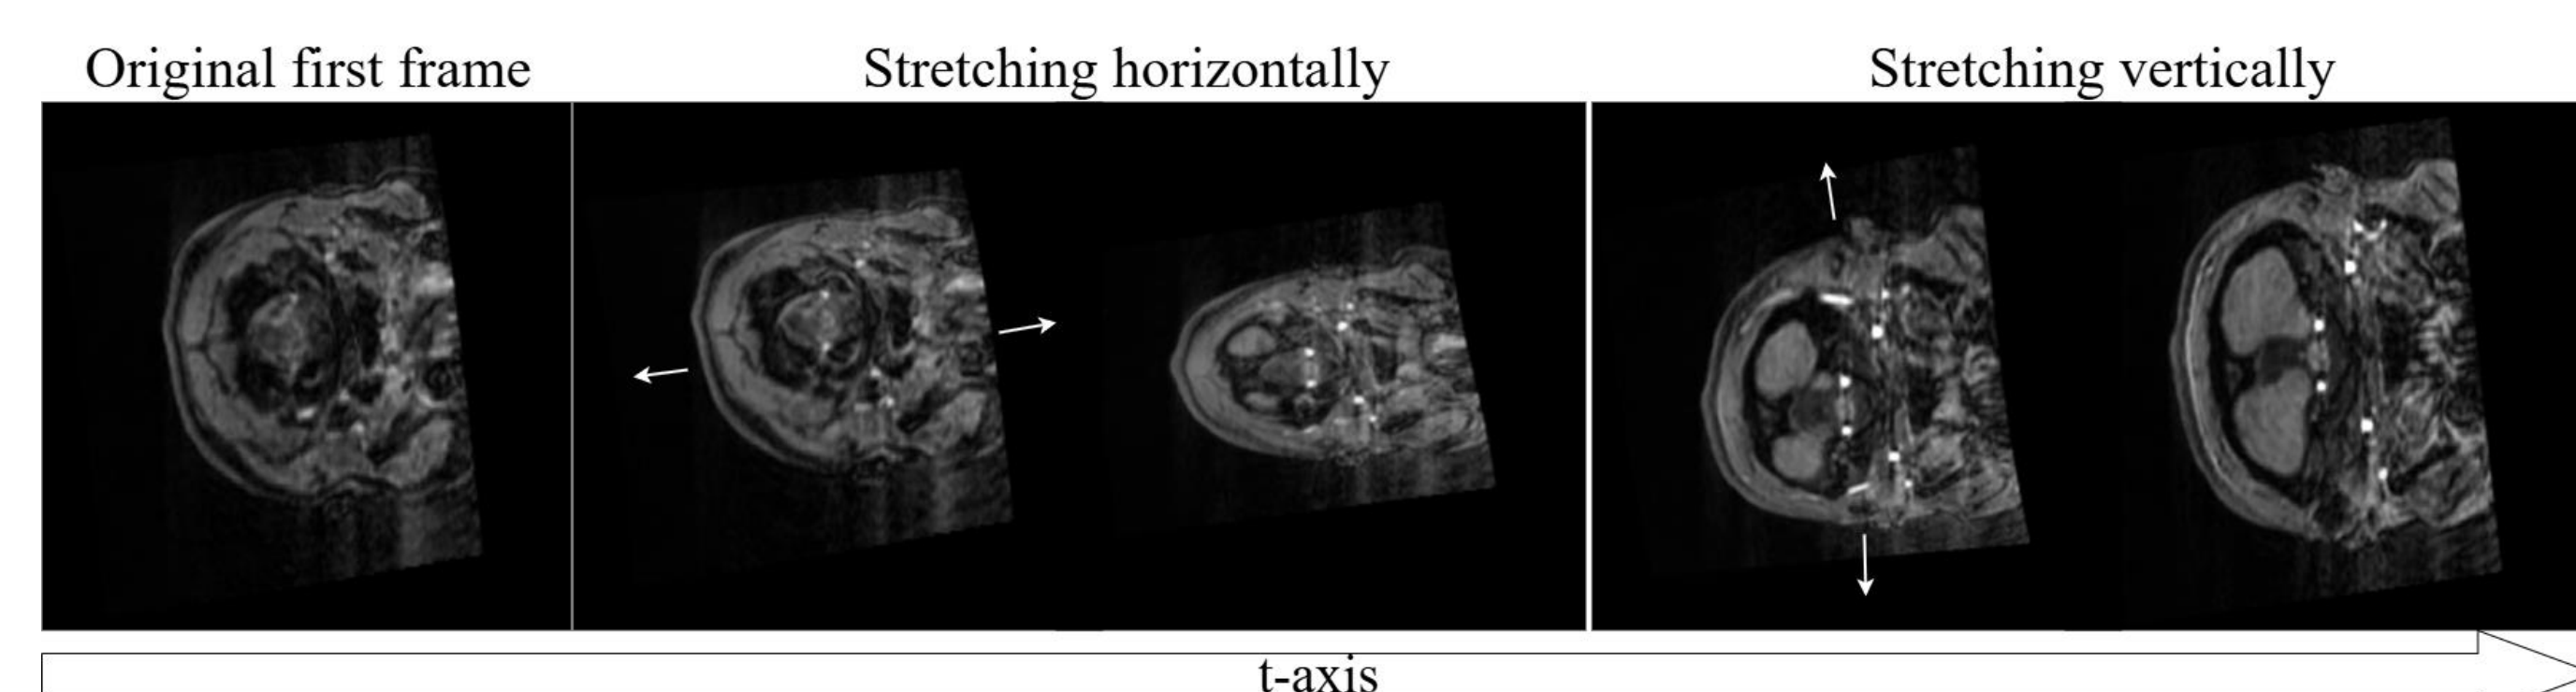 Original first frame
Stretching horizontally
Stretching vertically
t-axis